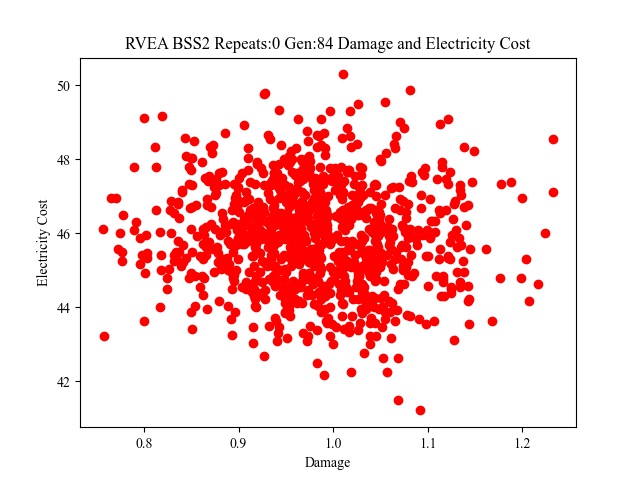 RVEA BSS2 Repeats:0 Gen:84 Damage and Electricity Cost
50
48
46
44
42
Electricity Cost
0.8 0.9 1.0 1.1 1.2
Damage